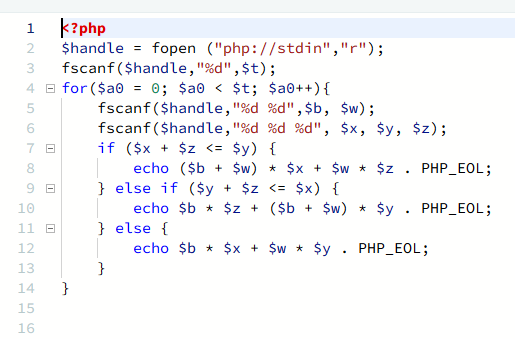 1 <?php
2 $handle = fopen ("php://stdin","r");
3 fscanf($handle,"%d",$t);
4 for($a0 = 0; $a0 < $t; $a0++){
5     fscanf($handle,"%d %d",$b, $w);
6     fscanf($handle,"%d %d %d", $x, $y, $z);
7     if ($x + $z <= $y) {
8         echo ($b + $w) * $x + $w * $z . PHP_EOL;
9     } else if ($y + $z <= $x) {
10         echo $b * $z + ($b + $w) * $y . PHP_EOL;
11     } else {
12         echo $b * $x + $w * $y . PHP_EOL;
13     }
14 }
15
16